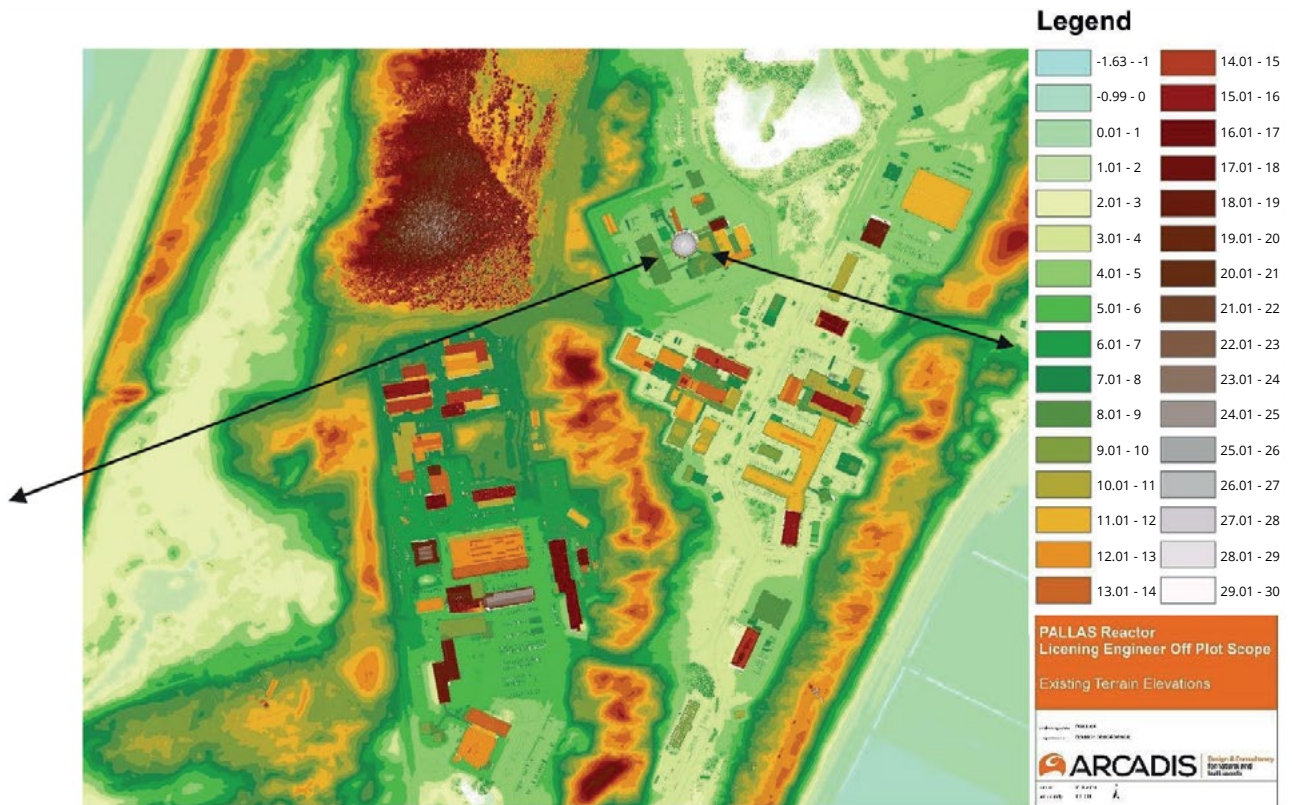 Legend
-1.63 - -1
-0.99 - 0
0.01 - 1
1.01 - 2
2.01 - 3
3.01 - 4
4.01 - 5
5.01 - 6
6.01 - 7
7.01 - 8
8.01 - 9
9.01 - 10
10.01 - 11
11.01 - 12
12.01 - 13
13.01 - 14
14.01 - 15
15.01 - 16
16.01 - 17
17.01 - 18
18.01 - 19
19.01 - 20
20.01 - 21
21.01 - 22
22.01 - 23
23.01 - 24
24.01 - 25
25.01 - 26
26.01 - 27
27.01 - 28
28.01 - 29
29.01 - 30
PALLAS Reactor
Licening Engineer Off Plot Scope
Existing Terrain Elevations
ARCADIS
Design & Consultancy
for natural and
built assets